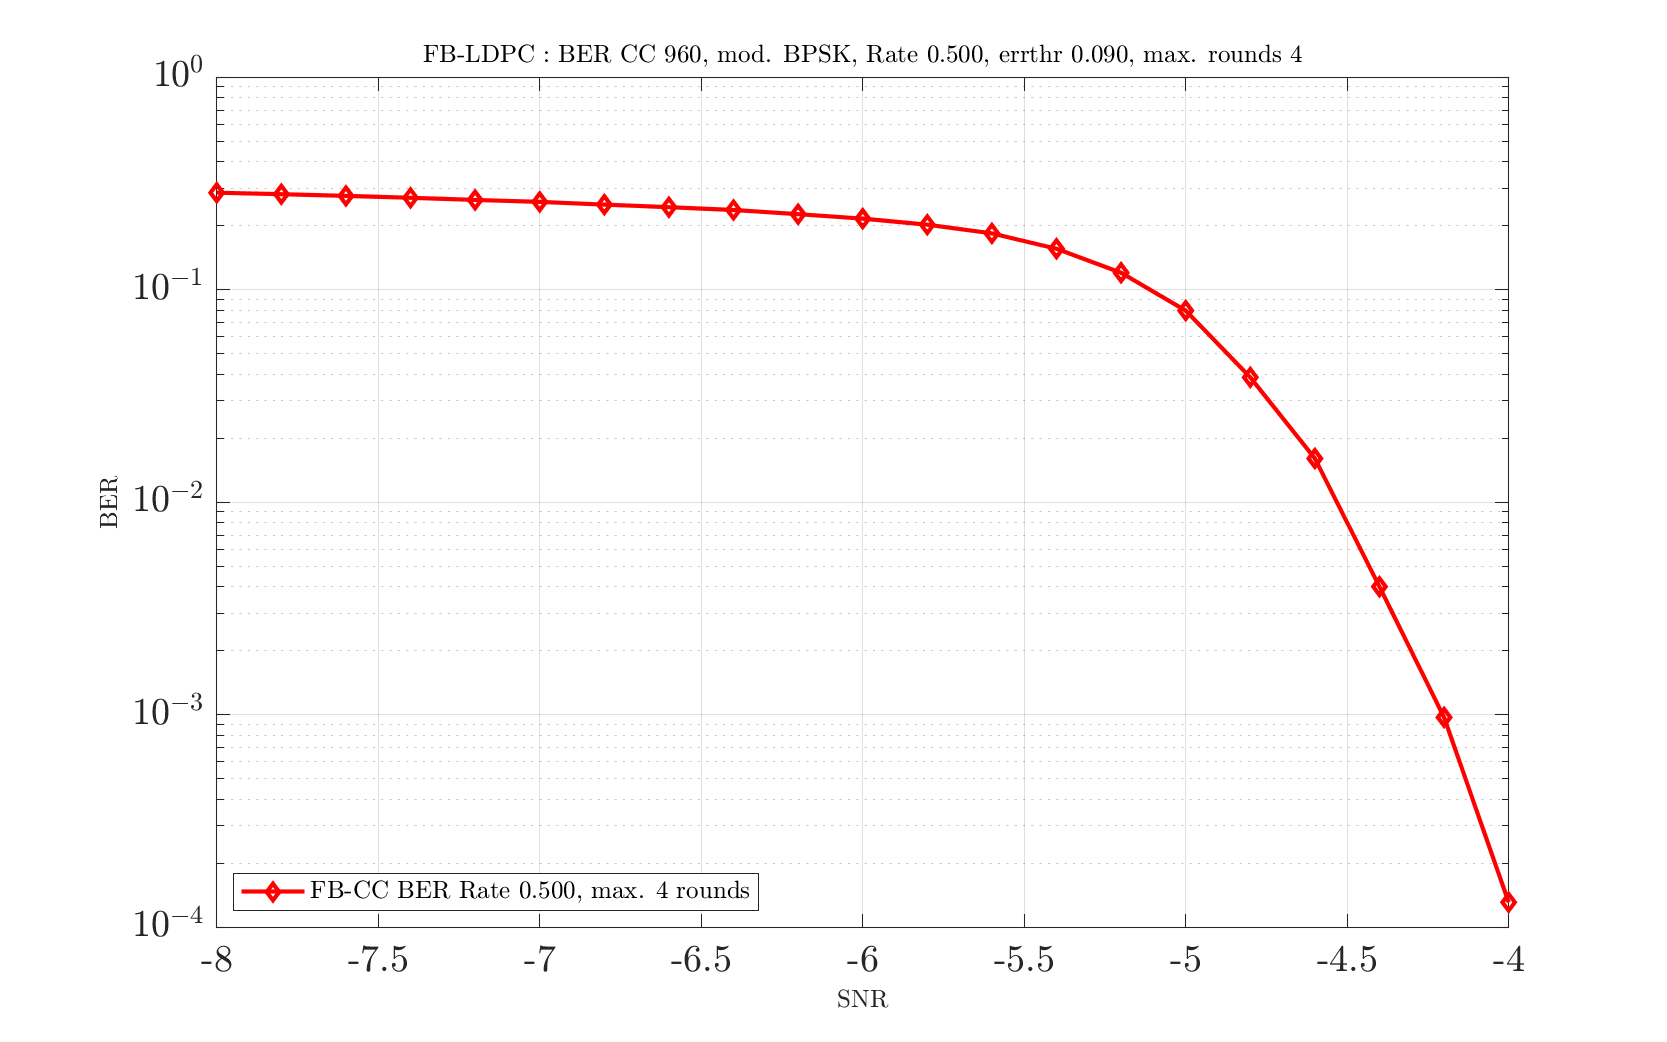 FB-LDPC : BER CC 960, mod. BPSK, Rate 0.500, errthr 0.090, max. rounds 4
10^0
10^{-1}
10^{-2}
10^{-3}
10^{-4}
BER
FB-CC BER Rate 0.500, max. 4 rounds
-8 -7.5 -7 -6.5 -6 -5.5 -5 -4.5 -4
SNR